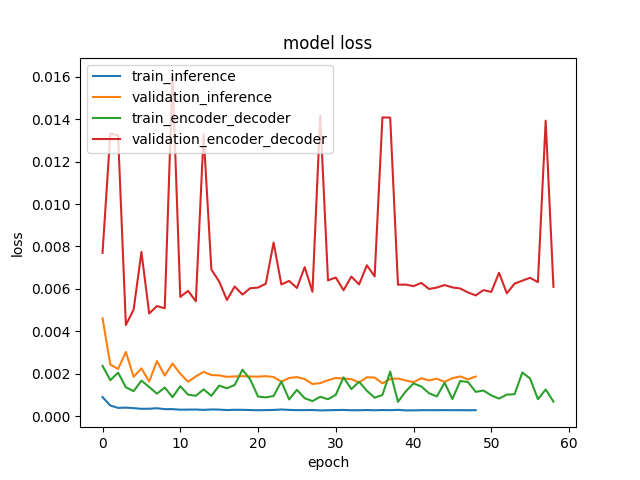 model loss
train_inference
validation_inference
train_encoder_decoder
validation_encoder_decoder
loss
0.016
0.014
0.012
0.010
0.008
0.006
0.004
0.002
0.000
0 10 20 30 40 50 60
epoch